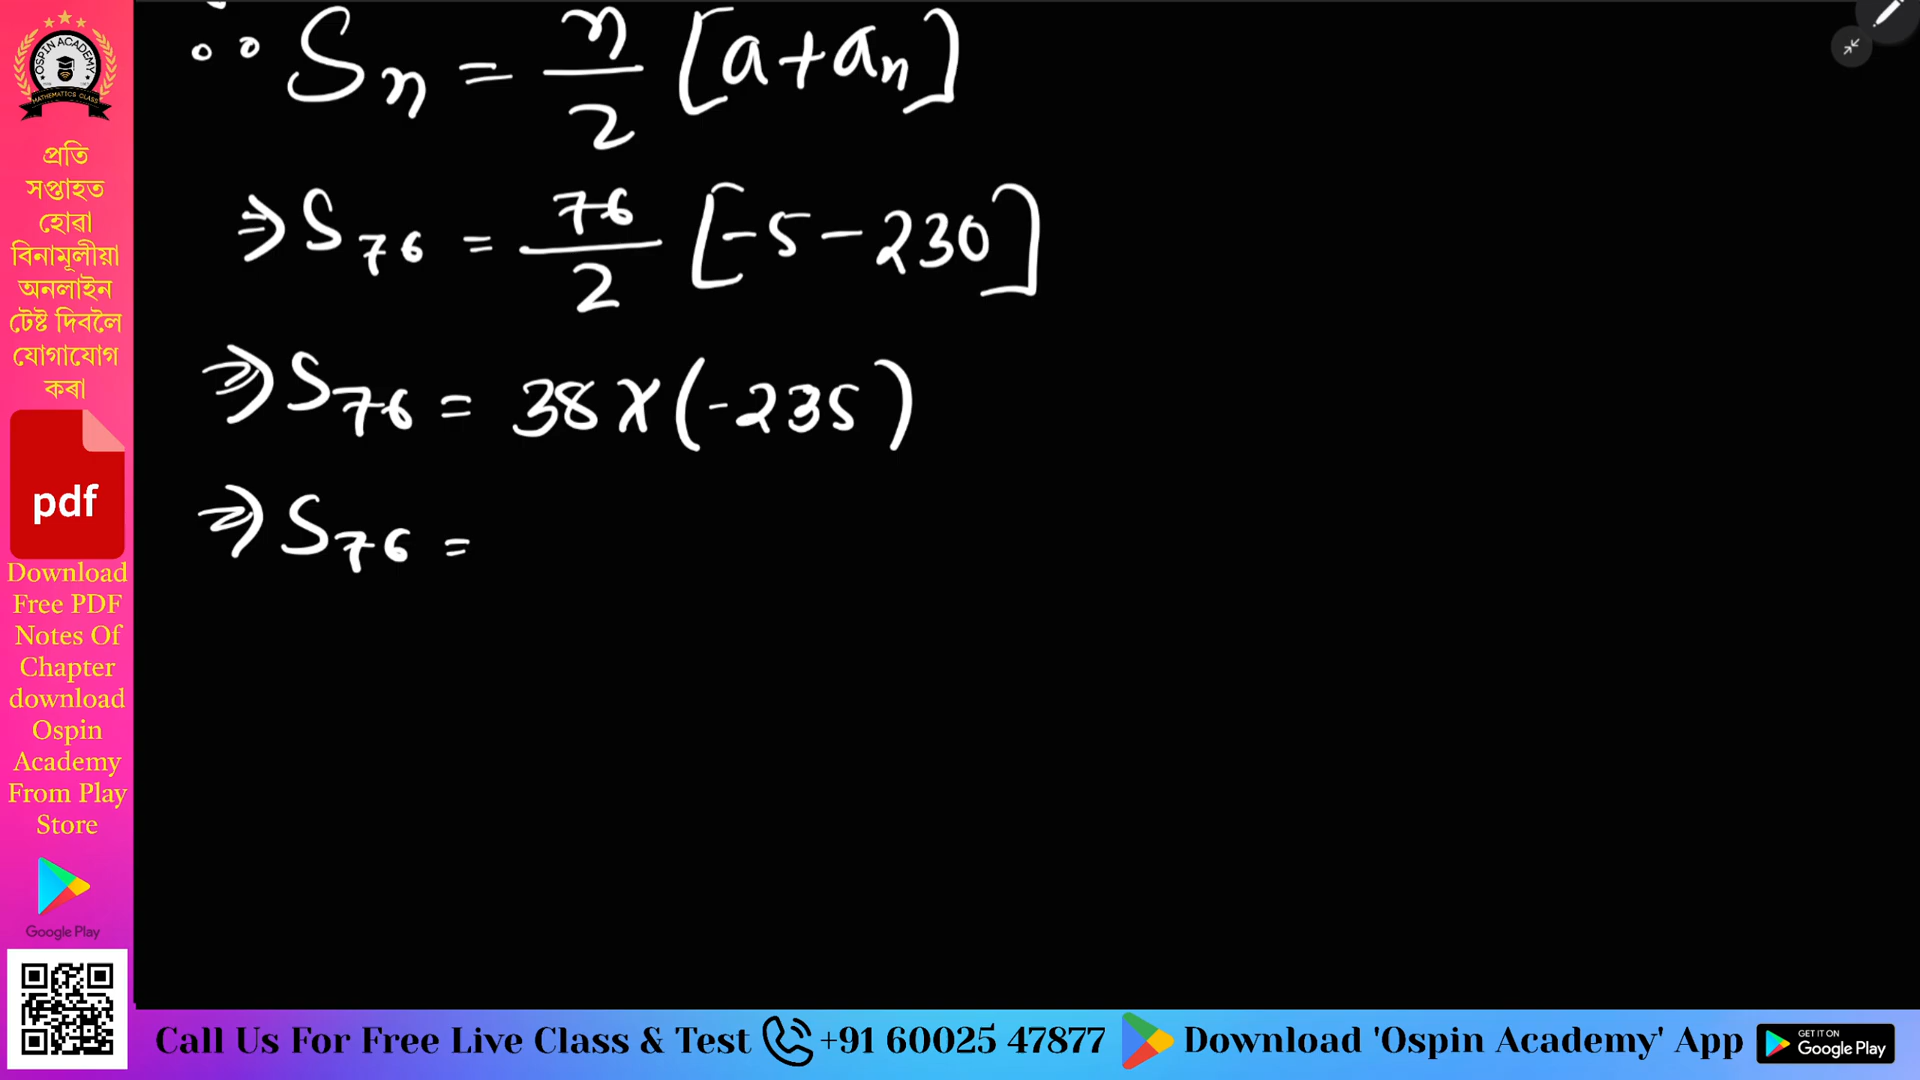 OSPIN ACADEMY
MATHEMATICS CLASS
প্ৰতি
সপ্তাহত
হোৱা
বিনামূলীয়া
অনলাইন
টেষ্ট দিবলৈ
যোগাযোগ
কৰা
pdf
Download
Free PDF
Notes Of
Chapter
download
Ospin
Academy
From Play
Store
Google Play
∴ Sₙ = n/2 [a+aₙ]
⇒ S₇₆ = 76/2 [-5-230]
⇒ S₇₆ = 38 × (-235)
⇒ S₇₆ =
Call Us For Free Live Class & Test +91 60025 47877 Download 'Ospin Academy' App
GET IT ON
Google Play